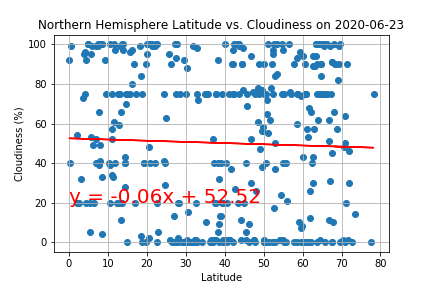 Northern Hemisphere Latitude vs. Cloudiness on 2020-06-23
100
80
60
40
20
0
Cloudiness (%)
y = -0.06x + 52.52
0 10 20 30 40 50 60 70 80
Latitude